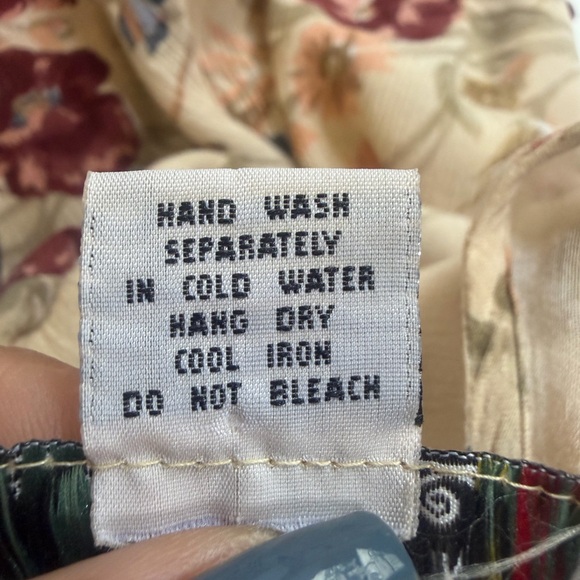 HAND WASH
SEPARATELY
IN COLD WATER
HANG DRY
COOL IRON
DO NOT BLEACH